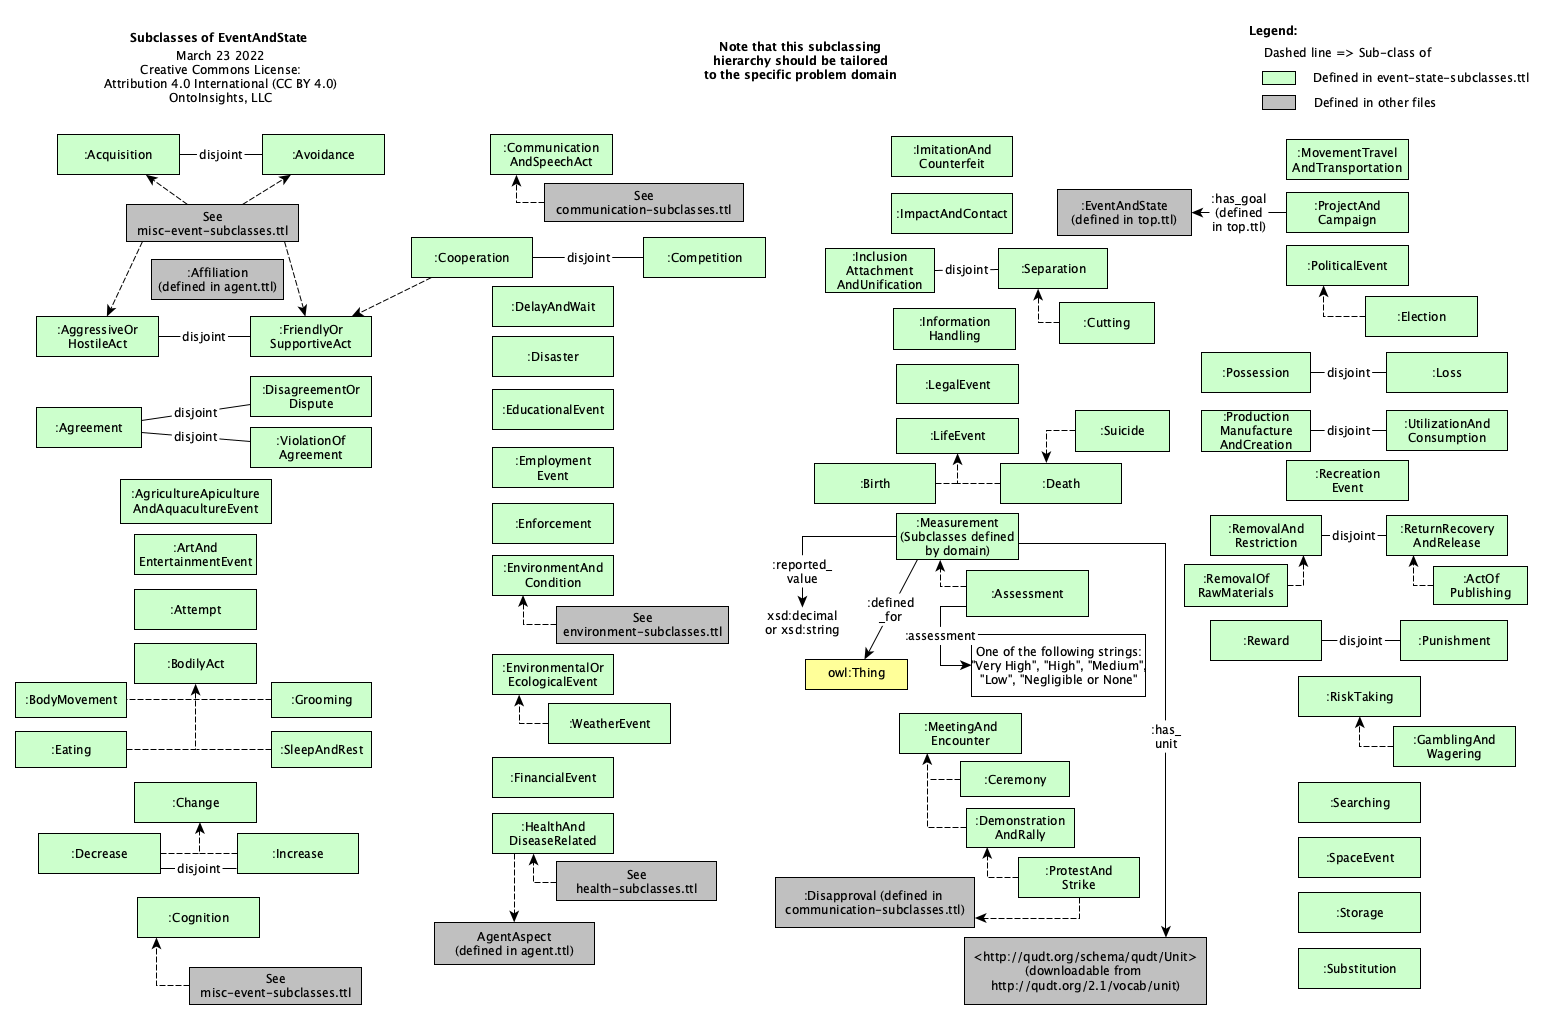 Subclasses of EventAndState
March 23 2022
Creative Commons License:
Attribution 4.0 International (CC BY 4.0)
OntoInsights, LLC
Note that this subclassing
hierarchy should be tailored
to the specific problem domain
Legend:
Dashed line => Sub-class of
Defined in event-state-subclasses.ttl
Defined in other files
:Acquisition
disjoint
:Avoidance
See
misc-event-subclasses.ttl
:Affiliation
(defined in agent.ttl)
:AggressiveOr
HostileAct
disjoint
:FriendlyOr
SupportiveAct
:Agreement
disjoint
disjoint
:DisagreementOr
Dispute
:ViolationOf
Agreement
:AgricultureApiculture
AndAquacultureEvent
:ArtAnd
EntertainmentEvent
:Attempt
:BodilyAct
:BodyMovement
:Grooming
:Eating
:SleepAndRest
:Change
:Decrease
disjoint
:Increase
:Cognition
See
misc-event-subclasses.ttl
:Communication
AndSpeechAct
See
communication-subclasses.ttl
:Cooperation
disjoint
:Competition
:DelayAndWait
:Disaster
:EducationalEvent
:Employment
Event
:Enforcement
:EnvironmentAnd
Condition
See
environment-subclasses.ttl
:EnvironmentalOr
EcologicalEvent
:WeatherEvent
:FinancialEvent
:HealthAnd
DiseaseRelated
See
health-subclasses.ttl
AgentAspect
(defined in agent.ttl)
:ImitationAnd
Counterfeit
:ImpactAndContact
:Inclusion
Attachment
AndUnification
disjoint
:Separation
:Cutting
:Information
Handling
:LegalEvent
:LifeEvent
:Suicide
:Birth
:Death
:Measurement
(Subclasses defined
by domain)
:reported_
value
xsd:decimal
or xsd:string
:defined
_for
owl:Thing
:Assessment
:assessment
One of the following strings:
"Very High", "High", "Medium",
"Low", "Negligible or None"
:has_
unit
:MeetingAnd
Encounter
:Ceremony
:Demonstration
AndRally
:ProtestAnd
Strike
:Disapproval (defined in
communication-subclasses.ttl)
<http://qudt.org/schema/qudt/Unit>
(downloadable from
http://qudt.org/2.1/vocab/unit)
:MovementTravel
AndTransportation
:EventAndState
(defined in top.ttl)
:has_goal
(defined
in top.ttl)
:ProjectAnd
Campaign
:PoliticalEvent
:Election
:Possession
disjoint
:Loss
:Production
Manufacture
AndCreation
disjoint
:UtilizationAnd
Consumption
:Recreation
Event
:RemovalAnd
Restriction
disjoint
:ReturnRecovery
AndRelease
:RemovalOf
RawMaterials
:ActOf
Publishing
:Reward
disjoint
:Punishment
:RiskTaking
:GamblingAnd
Wagering
:Searching
:SpaceEvent
:Storage
:Substitution